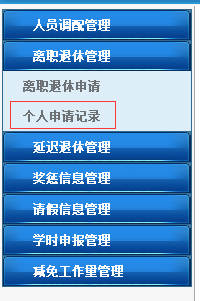 人员调配管理
离职退休管理
离职退休申请
个人申请记录
延迟退休管理
奖惩信息管理
请假信息管理
学时申报管理
减免工作量管理